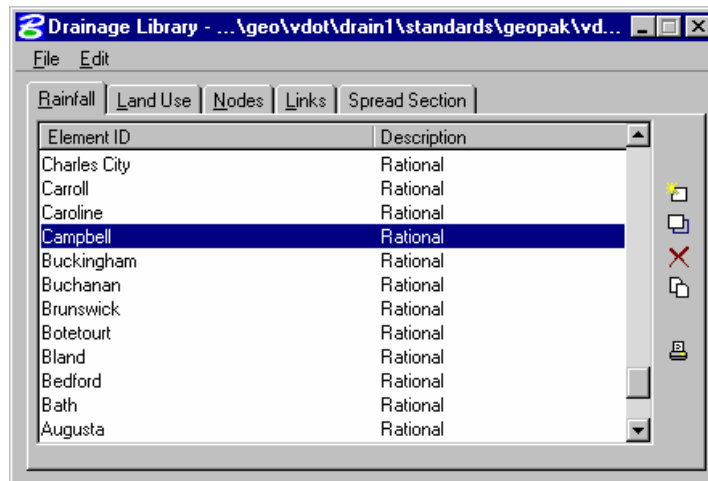 Drainage Library - ...\geo\vdot\drain1\standards\geopak\vd...
File Edit
Rainfall Land Use Nodes Links Spread Section
Element ID Description
Charles City Rational
Carroll Rational
Caroline Rational
Campbell Rational
Buckingham Rational
Buchanan Rational
Brunswick Rational
Botetourt Rational
Bland Rational
Bedford Rational
Bath Rational
Augusta Rational